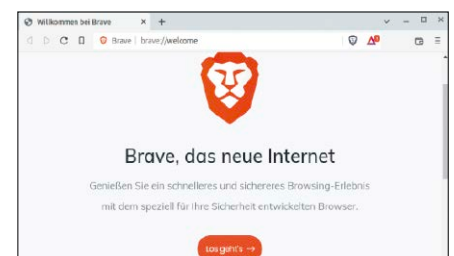 Willkommen bei Brave
Brave brave://welcome
Brave, das neue Internet
Genießen Sie ein schnelleres und sichereres Browsing-Erlebnis
mit dem speziell für Ihre Sicherheit entwickelten Browser.
Los geht's →